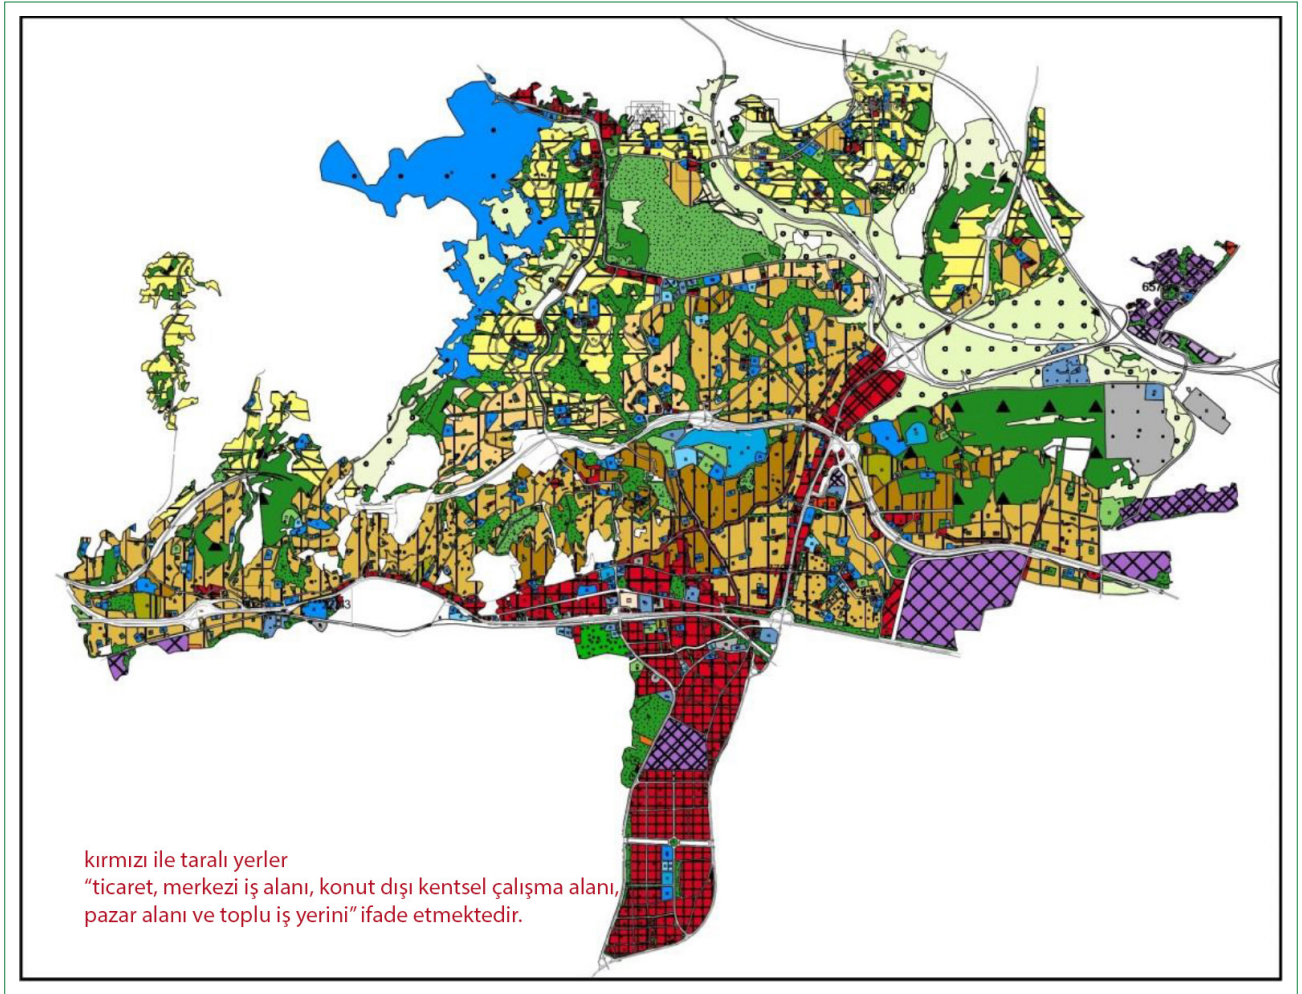 kırmızı ile taralı yerler
“ticaret, merkezi iş alanı, konut dışı kentsel çalışma alanı,
pazar alanı ve toplu iş yerini” ifade etmektedir.